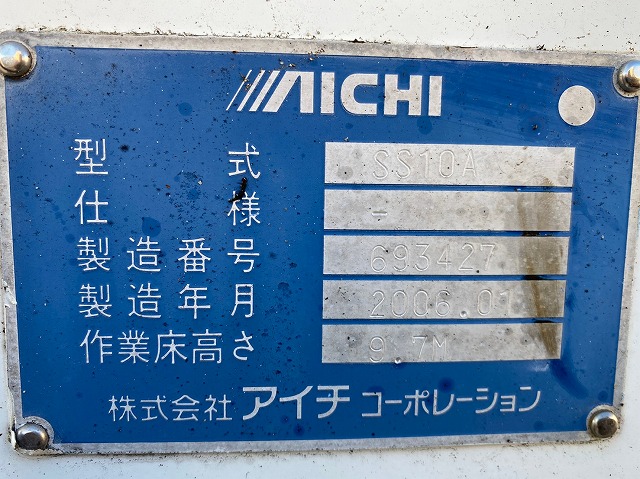 AICHI
型式 SS10A
仕様 -
製造番号 693427
製造年月 2006.01
作業床高さ 9.7M
株式会社 アイチ コーポレーション